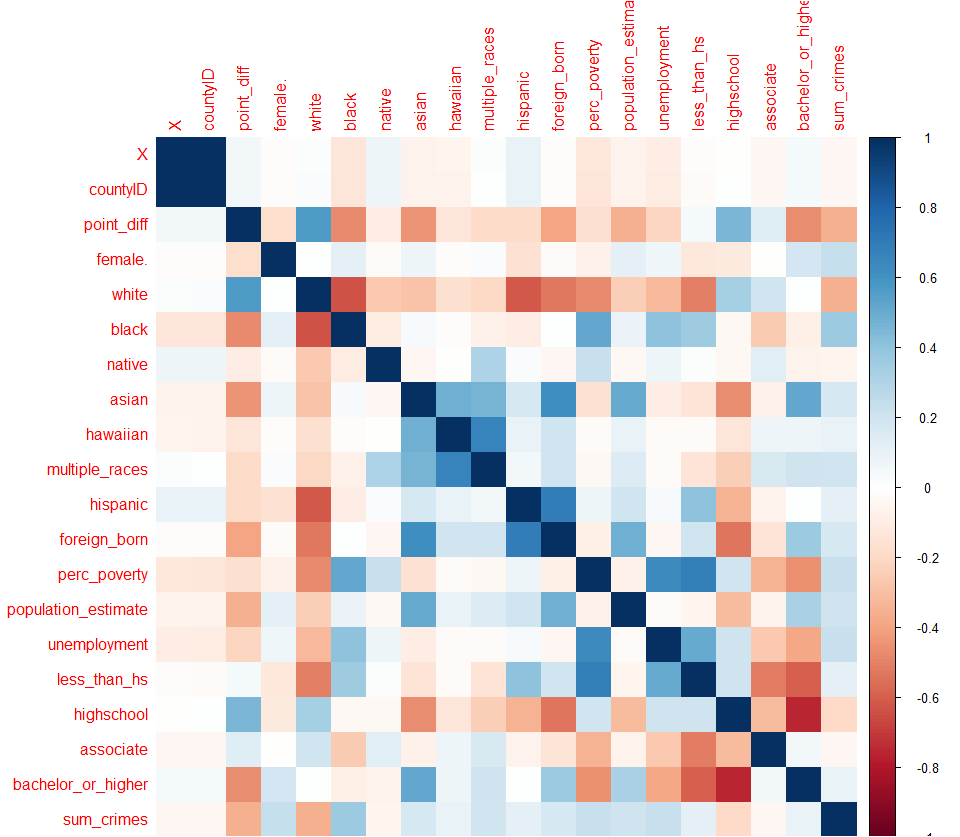 X
countyID
point_diff
female.
white
black
native
asian
hawaiian
multiple_races
hispanic
foreign_born
perc_poverty
population_estima
unemployment
less_than_hs
highschool
associate
bachelor_or_highe
sum_crimes
X
countyID
point_diff
female.
white
black
native
asian
hawaiian
multiple_races
hispanic
foreign_born
perc_poverty
population_estimate
unemployment
less_than_hs
highschool
associate
bachelor_or_higher
sum_crimes
1
0.8
0.6
0.4
0.2
0
-0.2
-0.4
-0.6
-0.8